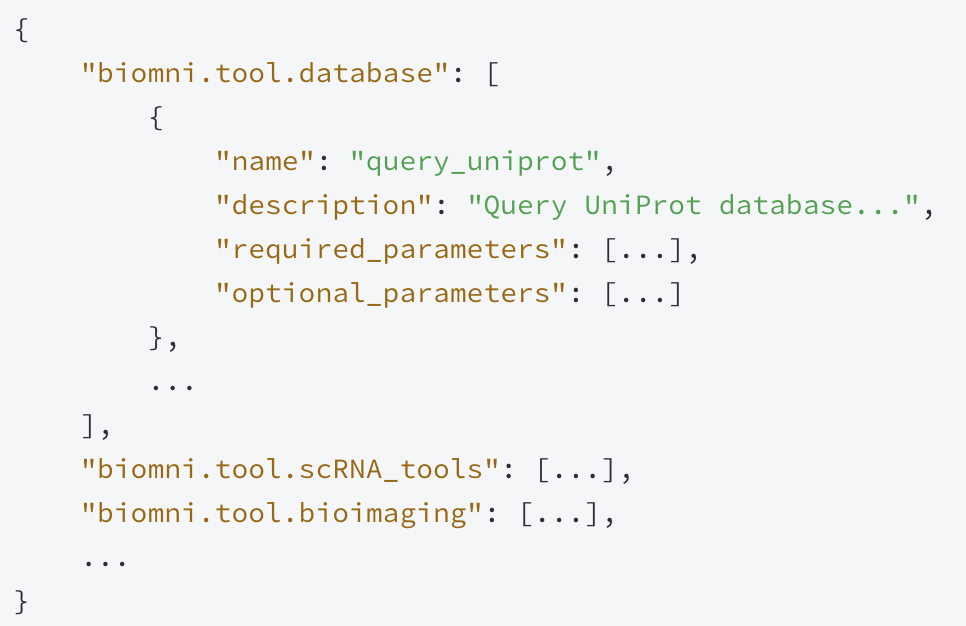 {
    "biomni.tool.database": [
        {
            "name": "query_uniprot",
            "description": "Query UniProt database...",
            "required_parameters": [...],
            "optional_parameters": [...]
        },
        ...
    ],
    "biomni.tool.scRNA_tools": [...],
    "biomni.tool.bioimaging": [...],
    ...
}